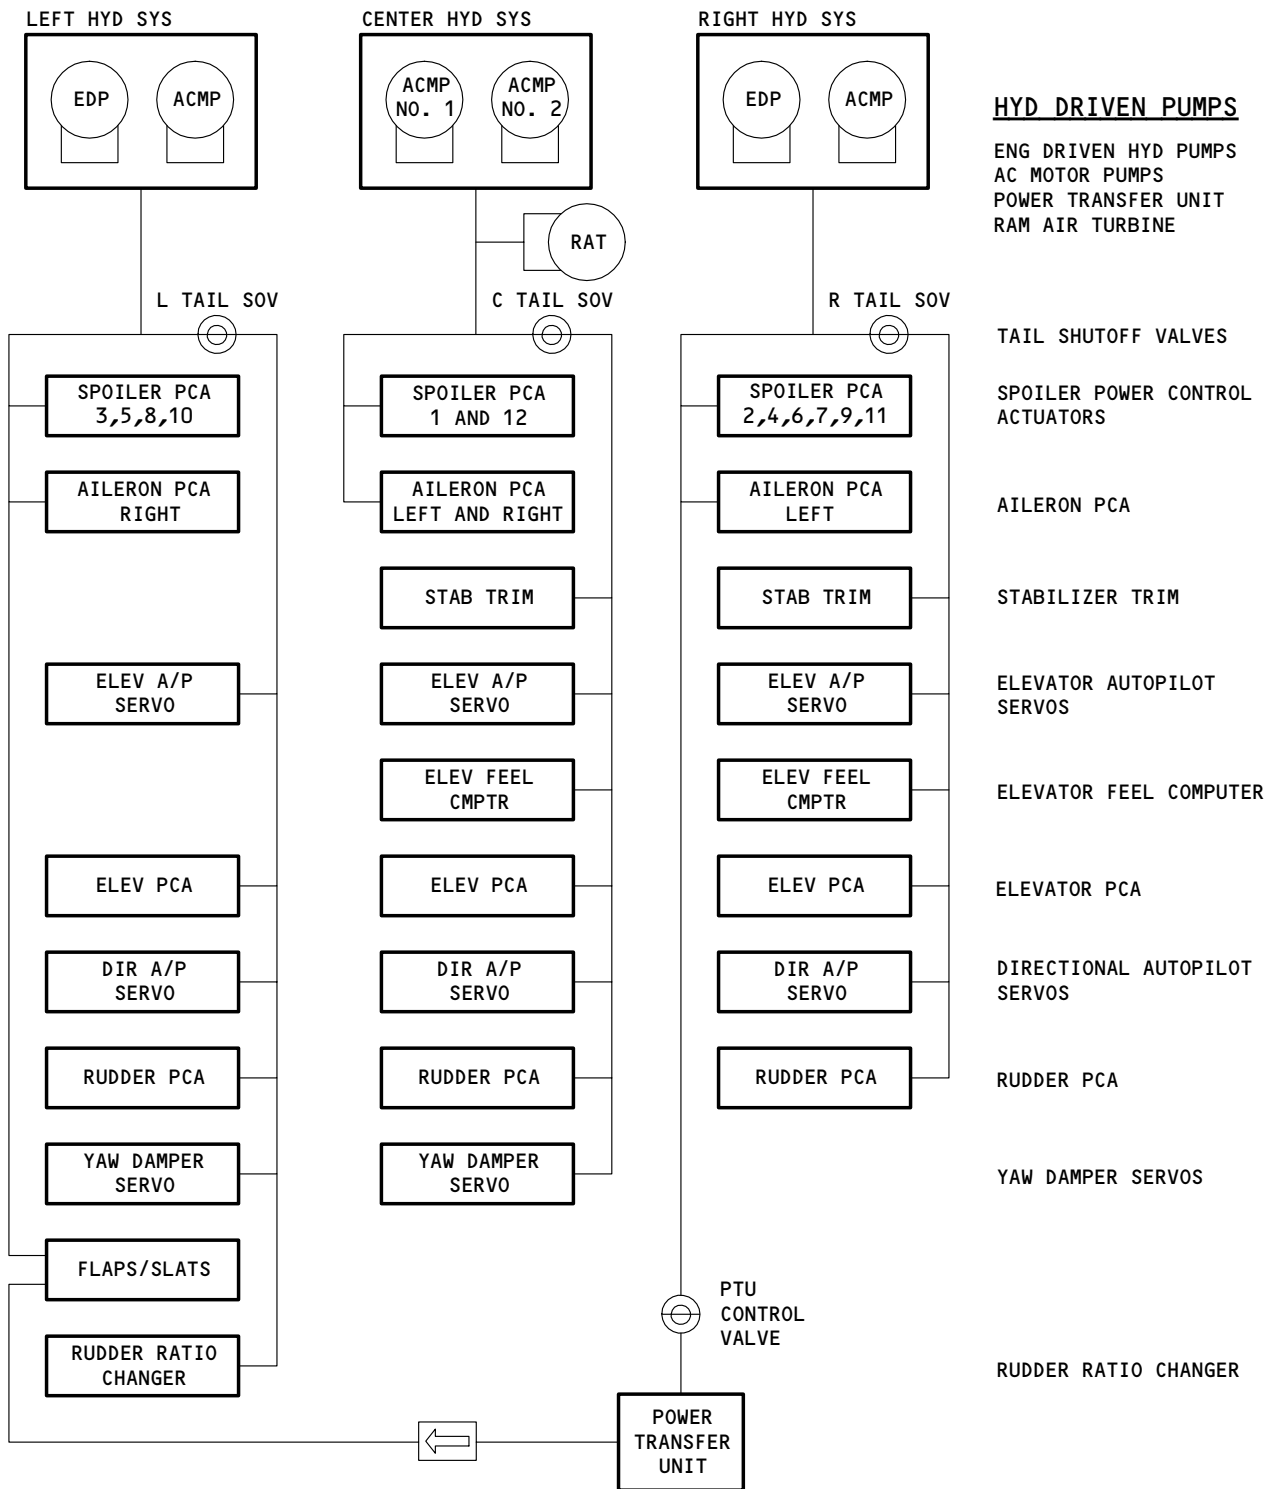 LEFT HYD SYS
CENTER HYD SYS
RIGHT HYD SYS
EDP
ACMP
ACMP
NO. 1
ACMP
NO. 2
EDP
ACMP
HYD DRIVEN PUMPS
ENG DRIVEN HYD PUMPS
AC MOTOR PUMPS
POWER TRANSFER UNIT
RAM AIR TURBINE
RAT
L TAIL SOV
C TAIL SOV
R TAIL SOV
TAIL SHUTOFF VALVES
SPOILER PCA
3,5,8,10
SPOILER PCA
1 AND 12
SPOILER PCA
2,4,6,7,9,11
SPOILER POWER CONTROL
ACTUATORS
AILERON PCA
RIGHT
AILERON PCA
LEFT AND RIGHT
AILERON PCA
LEFT
AILERON PCA
STAB TRIM
STAB TRIM
STABILIZER TRIM
ELEV A/P
SERVO
ELEV A/P
SERVO
ELEV A/P
SERVO
ELEVATOR AUTOPILOT
SERVOS
ELEV FEEL
CMPTR
ELEV FEEL
CMPTR
ELEVATOR FEEL COMPUTER
ELEV PCA
ELEV PCA
ELEV PCA
ELEVATOR PCA
DIR A/P
SERVO
DIR A/P
SERVO
DIR A/P
SERVO
DIRECTIONAL AUTOPILOT
SERVOS
RUDDER PCA
RUDDER PCA
RUDDER PCA
RUDDER PCA
YAW DAMPER
SERVO
YAW DAMPER
SERVO
YAW DAMPER SERVOS
FLAPS/SLATS
PTU
CONTROL
VALVE
RUDDER RATIO
CHANGER
RUDDER RATIO CHANGER
POWER
TRANSFER
UNIT